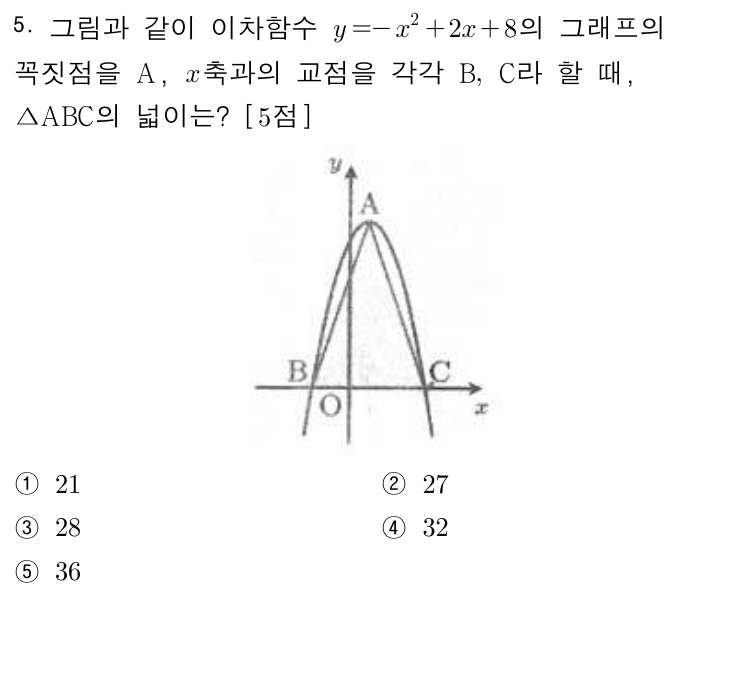 5. 그림과 같이 이차함수 y=-x²+2x+8의 그래프의
꼭짓점을 A, x축과의 교점을 각각 B, C라 할 때,
△ABC의 넓이는? [5점]
y
A
B
C
O
x
① 21
② 27
③ 28
④ 32
⑤ 36